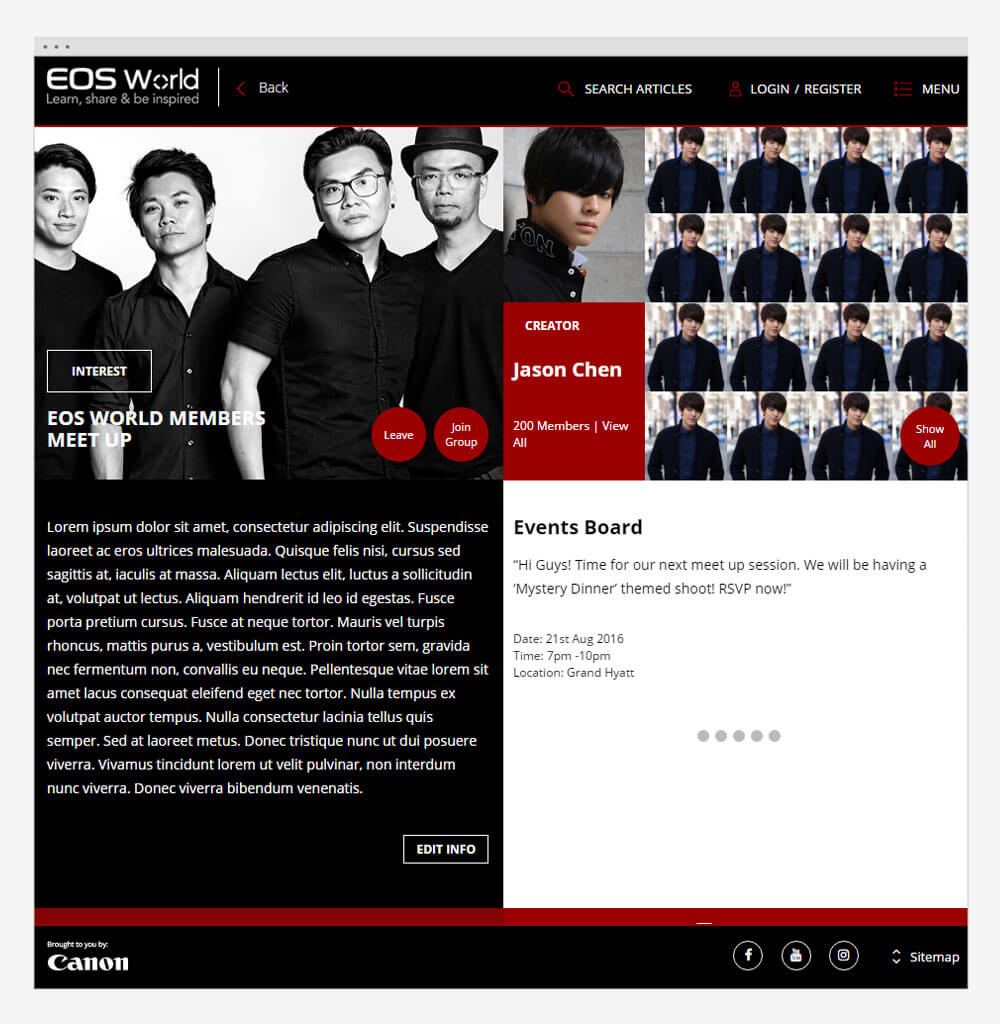 EOS World
Learn, share & be inspired
Back
SEARCH ARTICLES
LOGIN / REGISTER
MENU
INTEREST
EOS WORLD MEMBERS
MEET UP
Leave
Join
Group
TON
CREATOR
Jason Chen
200 Members | View
All
Show
All
Lorem ipsum dolor sit amet, consectetur adipiscing elit. Suspendisse
laoreet ac eros ultrices malesuada. Quisque felis nisi, cursus sed
sagittis at, iaculis at massa. Aliquam lectus elit, luctus a sollicitudin
at, volutpat ut lectus. Aliquam hendrerit id leo id egestas. Fusce
porta pretium cursus. Fusce at neque tortor. Mauris vel turpis
rhoncus, mattis purus a, vestibulum est. Proin tortor sem, gravida
nec fermentum non, convallis eu neque. Pellentesque vitae lorem sit
amet lacus consequat eleifend eget nec tortor. Nulla tempus ex
volutpat auctor tempus. Nulla consectetur lacinia tellus quis
semper. Sed at laoreet metus. Donec tristique nunc ut dui posuere
viverra. Vivamus tincidunt lorem ut velit pulvinar, non interdum
nunc viverra. Donec viverra bibendum venenatis.
EDIT INFO
Events Board
“Hi Guys! Time for our next meet up session. We will be having a
‘Mystery Dinner’ themed shoot! RSVP now!”
Date: 21st Aug 2016
Time: 7pm -10pm
Location: Grand Hyatt
Brought to you by:
Canon
Sitemap